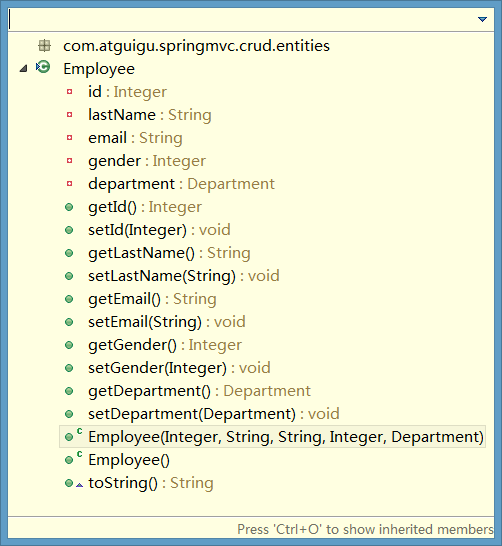 com.atguigu.springmvc.crud.entities
Employee
id : Integer
lastName : String
email : String
gender : Integer
department : Department
getId() : Integer
setId(Integer) : void
getLastName() : String
setLastName(String) : void
getEmail() : String
setEmail(String) : void
getGender() : Integer
setGender(Integer) : void
getDepartment() : Department
setDepartment(Department) : void
Employee(Integer, String, String, Integer, Department)
Employee()
toString() : String
Press 'Ctrl+O' to show inherited members